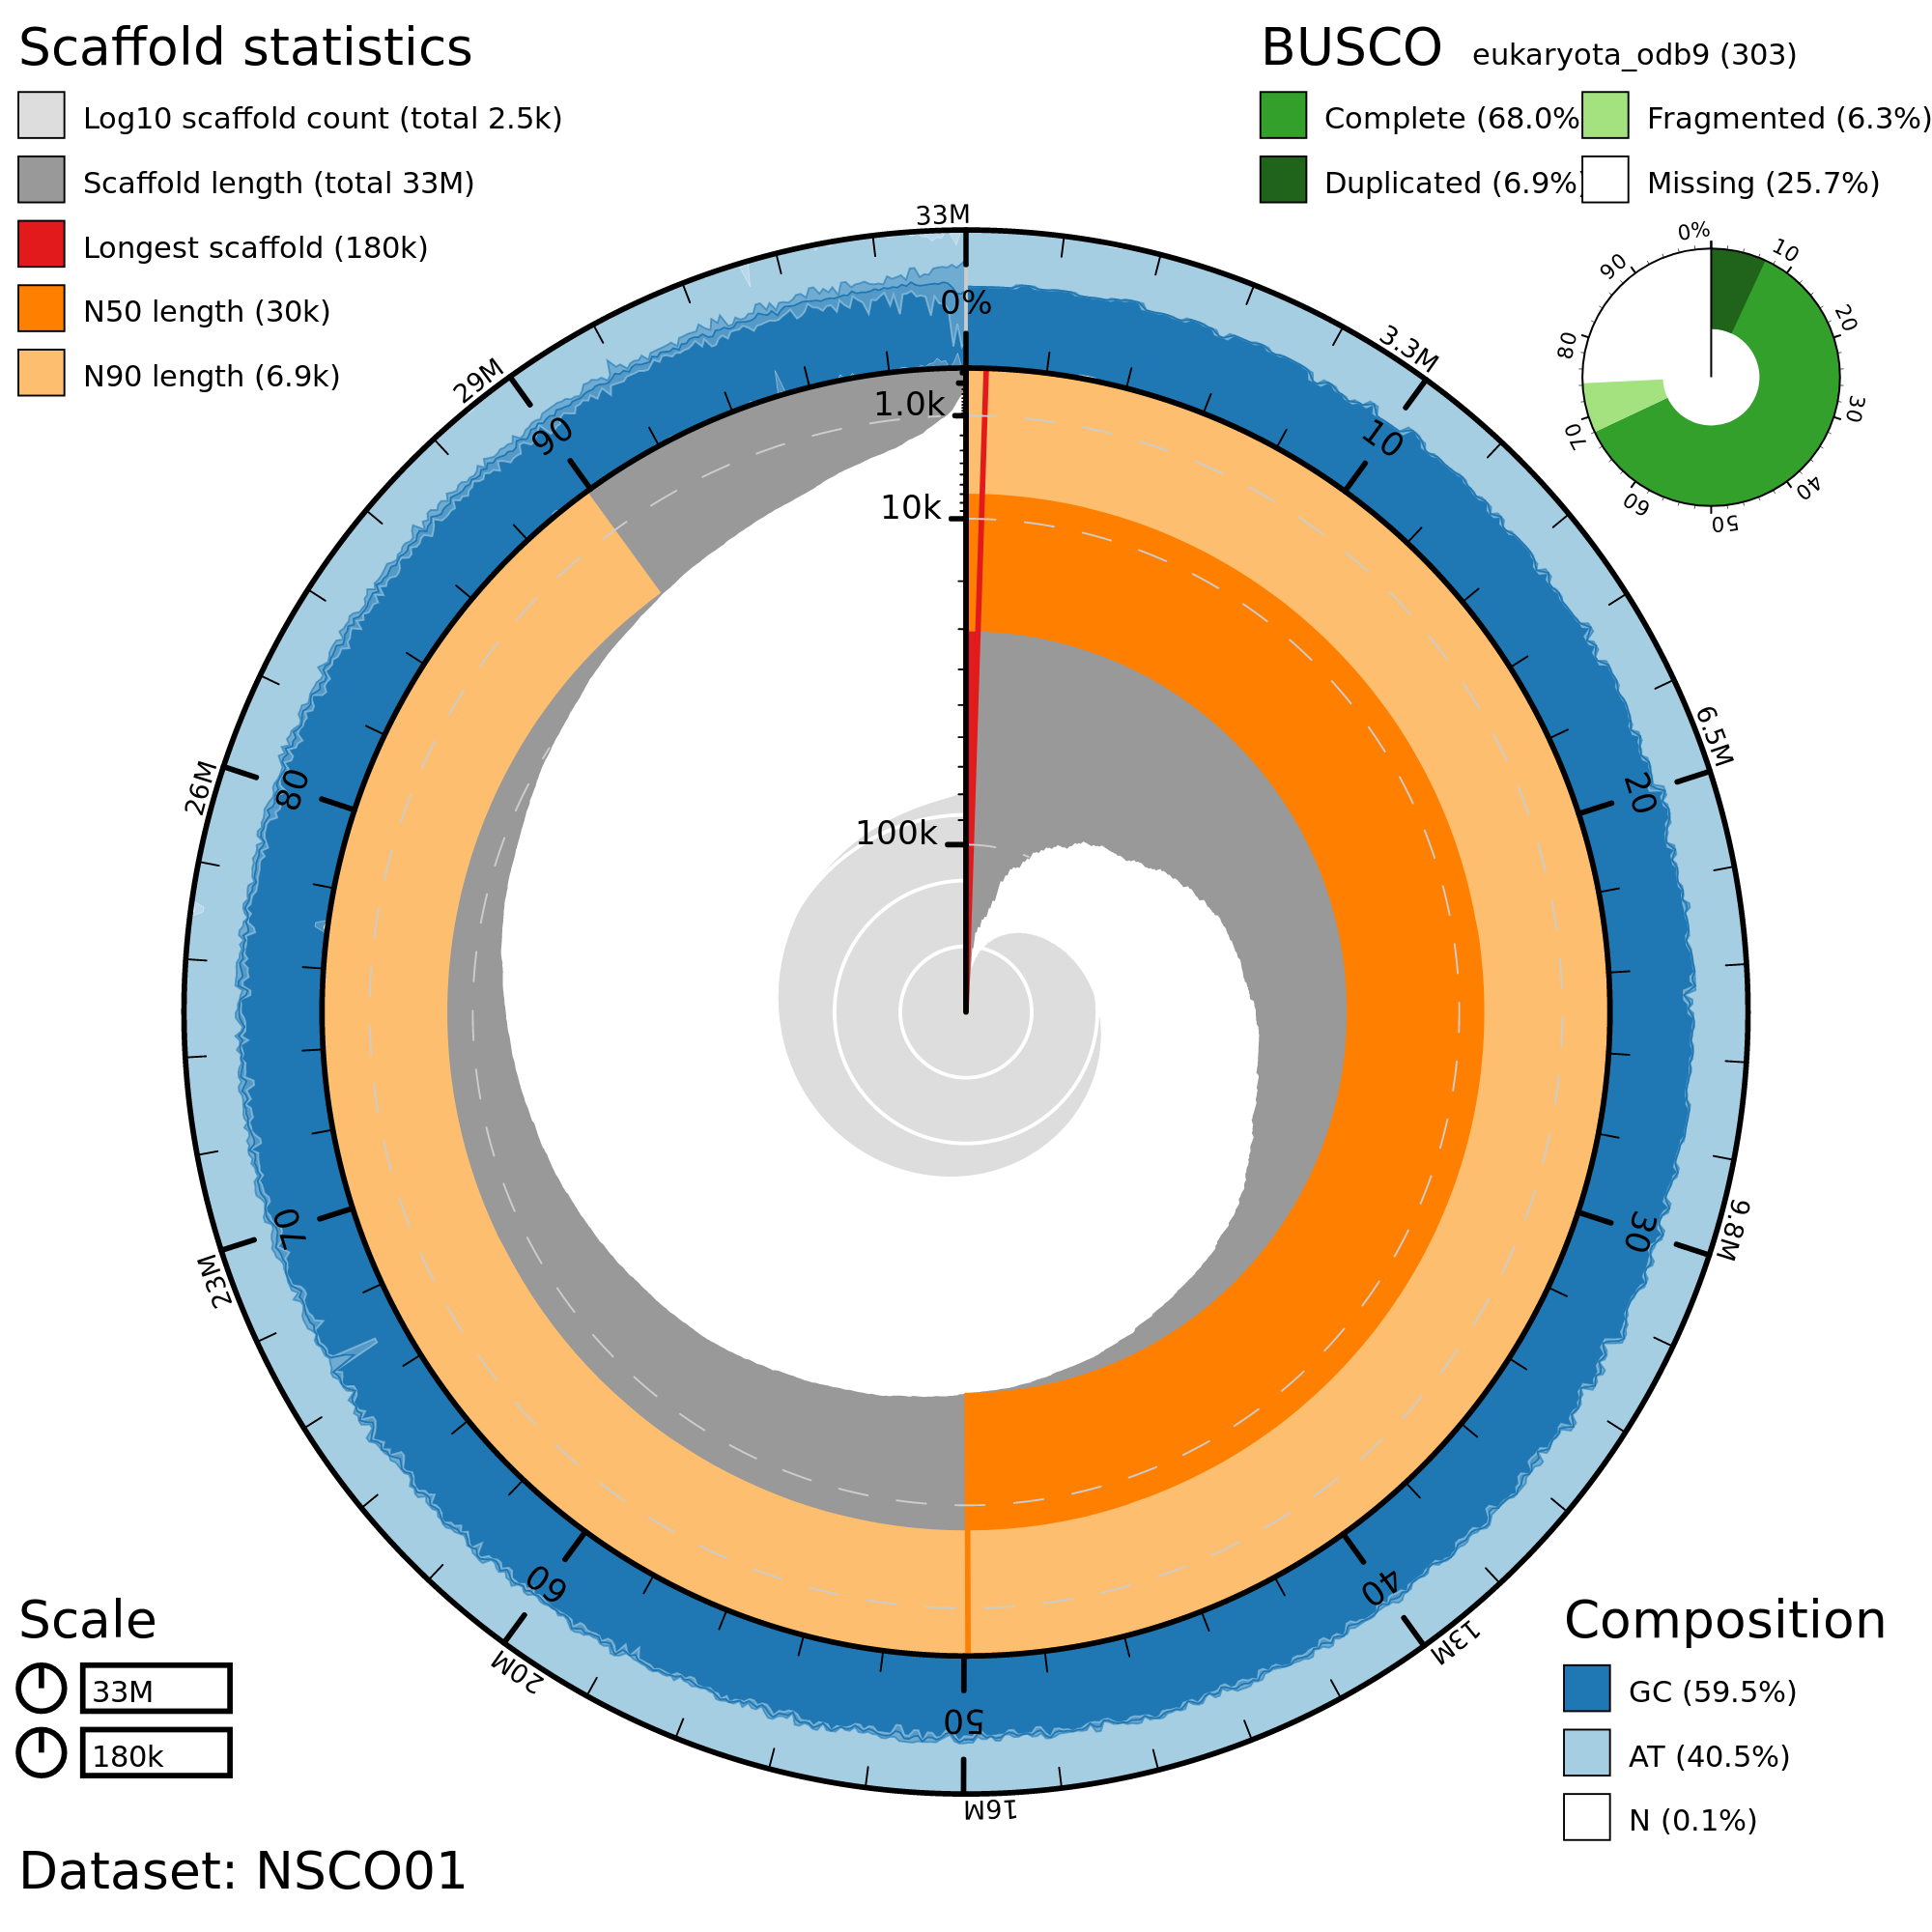 Scaffold statistics
Log10 scaffold count (total 2.5k)
Scaffold length (total 33M)
Longest scaffold (180k)
N50 length (30k)
N90 length (6.9k)
BUSCO eukaryota_odb9 (303)
Complete (68.0% Fragmented (6.3%)
Duplicated (6.9%) Missing (25.7%)
0%
10
20
30
40
50
60
70
80
90
33M
3.3M
6.5M
9.8M
13M
16M
20M
23M
26M
29M
0%
10
20
30
40
50
60
70
80
90
1.0k
10k
100k
Scale
33M
180k
Composition
GC (59.5%)
AT (40.5%)
N (0.1%)
Dataset: NSCO01